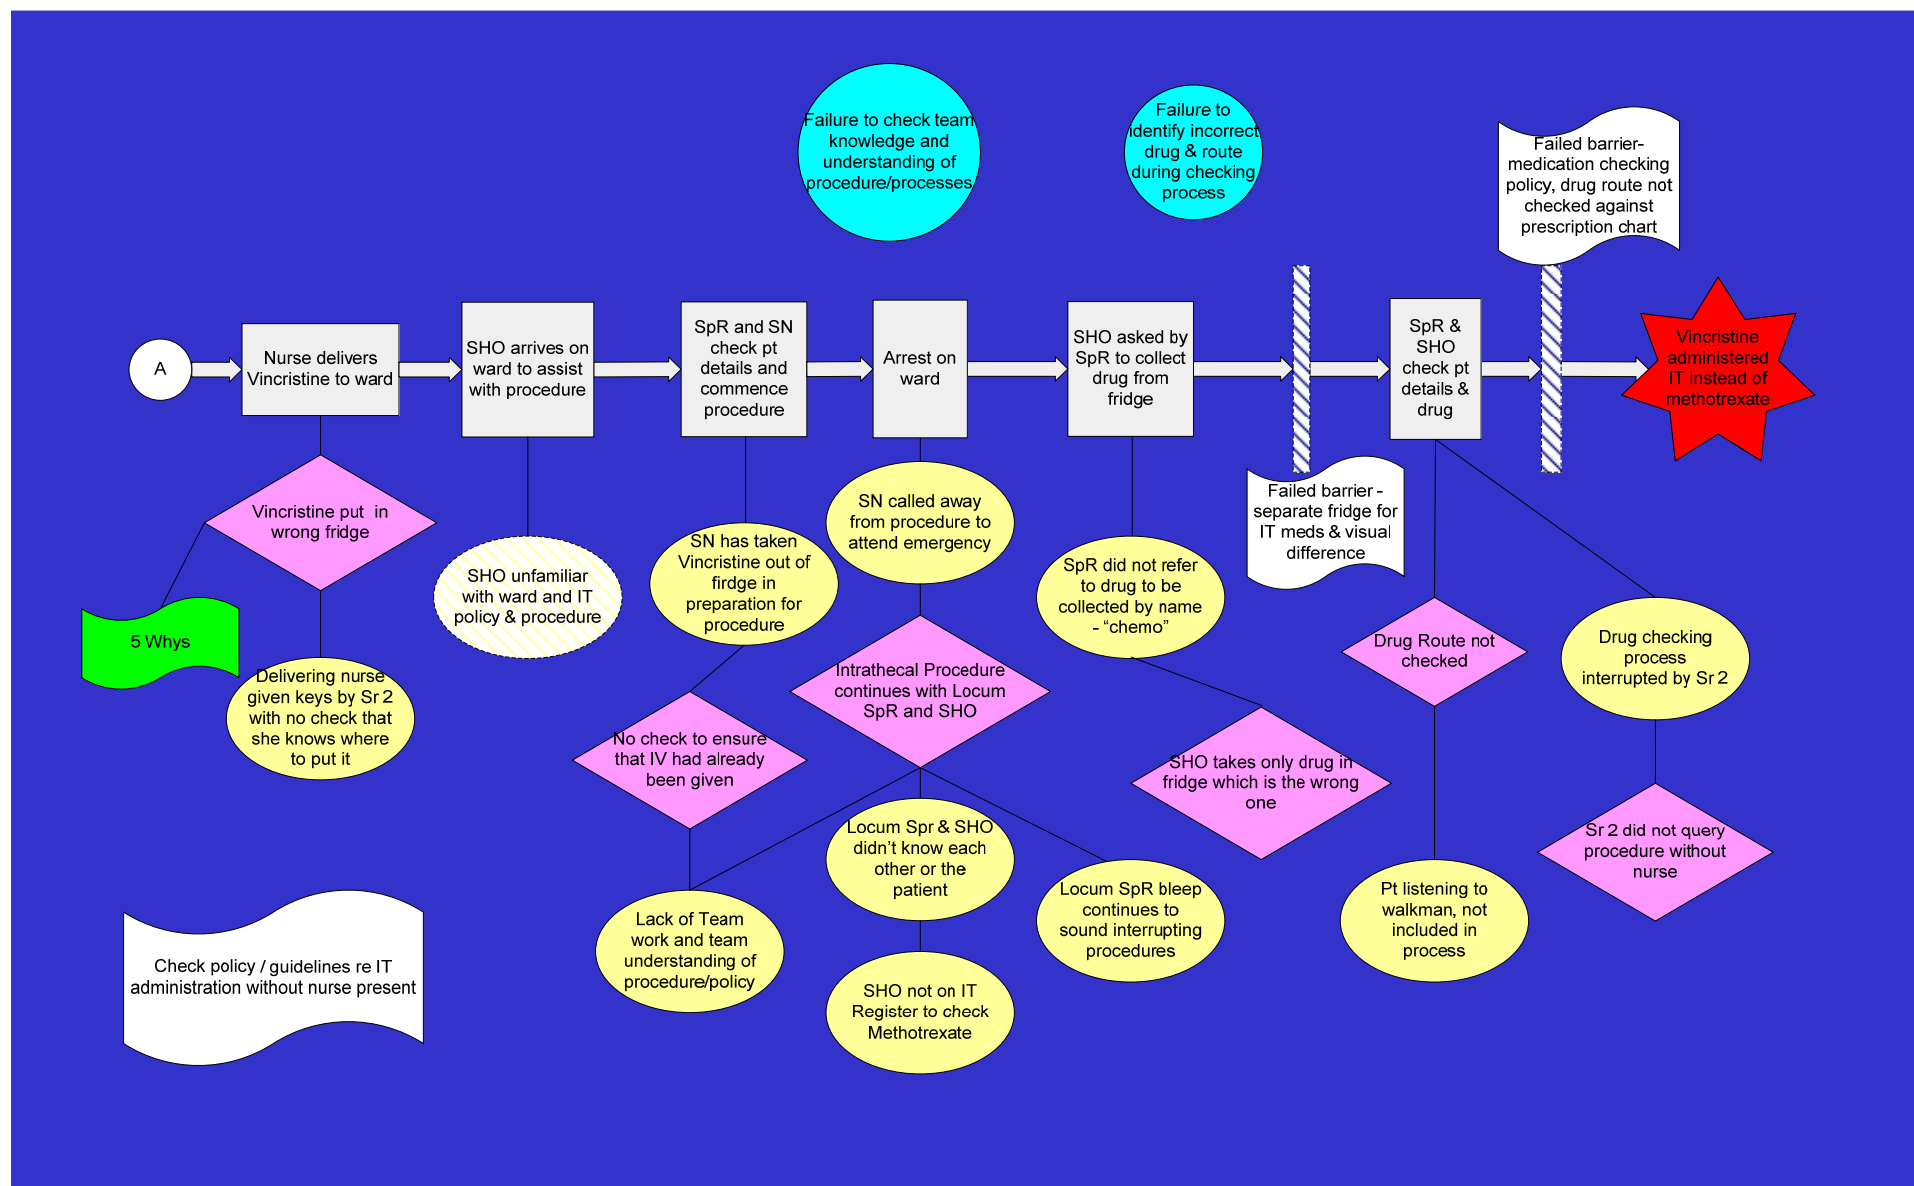 Failure to check team
knowledge and
understanding of
procedure/processes
Failure to
identify incorrect
drug & route
during checking
process
Failed barrier-
medication checking
policy, drug route not
checked against
prescription chart
A
Nurse delivers
Vincristine to ward
SHO arrives on
ward to assist
with procedure
SpR and SN
check pt
details and
commence
procedure
Arrest on
ward
SHO asked by
SpR to collect
drug from
fridge
SpR &
SHO
check pt
details &
drug
Vincristine
administered
IT instead of
methotrexate
Vincristine put in
wrong fridge
SHO unfamiliar
with ward and IT
policy & procedure
SN has taken
Vincristine out of
firdge in
preparation for
procedure
SN called away
from procedure to
attend emergency
SpR did not refer
to drug to be
collected by name
- “chemo”
Failed barrier -
separate fridge for
IT meds & visual
difference
5 Whys
Delivering nurse
given keys by Sr 2
with no check that
she knows where
to put it
No check to ensure
that IV had already
been given
Intrathecal Procedure
continues with Locum
SpR and SHO
SHO takes only drug in
fridge which is the wrong
one
Drug Route not
checked
Drug checking
process
interrupted by Sr 2
Locum Spr & SHO
didn’t know each
other or the
patient
Sr 2 did not query
procedure without
nurse
Check policy / guidelines re IT
administration without nurse present
Lack of Team
work and team
understanding of
procedure/policy
SHO not on IT
Register to check
Methotrexate
Locum SpR bleep
continues to
sound interrupting
procedures
Pt listening to
walkman, not
included in
process